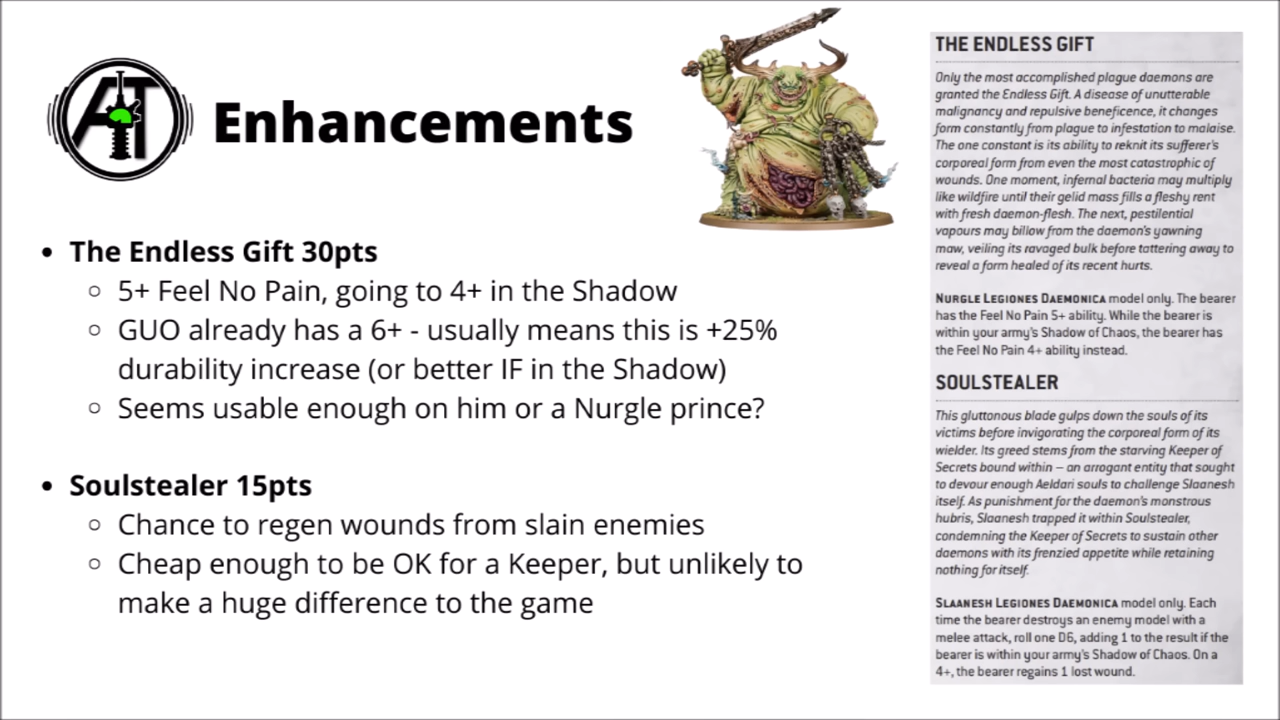 AT
Enhancements
• The Endless Gift 30pts
○ 5+ Feel No Pain, going to 4+ in the Shadow
○ GUO already has a 6+ - usually means this is +25%
durability increase (or better IF in the Shadow)
○ Seems usable enough on him or a Nurgle prince?
• Soulstealer 15pts
○ Chance to regen wounds from slain enemies
○ Cheap enough to be OK for a Keeper, but unlikely to
make a huge difference to the game
THE ENDLESS GIFT
Only the most accomplished plague daemons are
granted the Endless Gift. A disease of unutterable
malignancy and repulsive beneficence, it changes
form constantly from plague to infestation to malaise.
The one constant is its ability to reknit its sufferer's
corporeal form from even the most catastrophic of
wounds. One moment, infernal bacteria may multiply
like wildfire until their gelid mass fills a fleshy rent
with fresh daemon-flesh. The next, pestilential
vapours may billow from the daemon's yawning
maw, veiling its ravaged bulk before tattering away to
reveal a form healed of its recent hurts.
NURGLE LEGIONES DAEMONICA model only. The bearer
has the Feel No Pain 5+ ability. While the bearer is
within your army's Shadow of Chaos, the bearer has
the Feel No Pain 4+ ability instead.
SOULSTEALER
This gluttonous blade gulps down the souls of its
victims before invigorating the corporeal form of its
wielder. Its greed stems from the starving Keeper of
Secrets bound within – an arrogant entity that sought
to devour enough Aeldari souls to challenge Slaanesh
itself. As punishment for the daemon's monstrous
hubris, Slaanesh trapped it within Soulstealer,
condemning the Keeper of Secrets to sustain other
daemons with its frenzied appetite while retaining
nothing for itself.
SLAANESH LEGIONES DAEMONICA model only. Each
time the bearer destroys an enemy model with a
melee attack, roll one D6, adding 1 to the result if the
bearer is within your army's Shadow of Chaos. On a
4+, the bearer regains 1 lost wound.